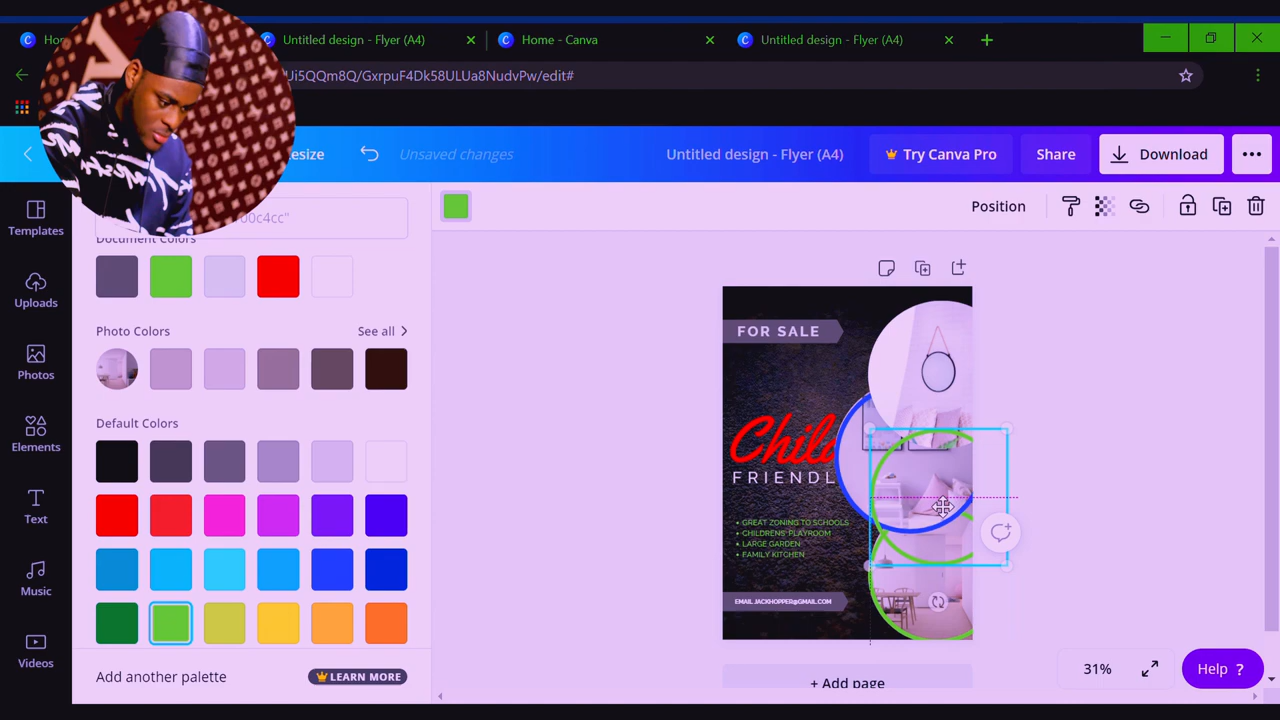 Untitled design - Flyer (A4)
Home - Canva
Untitled design - Flyer (A4)
Ui5QQm8Q/GxrpuF4Dk58ULUa8NudvPw/edit#
esize
Unsaved changes
Untitled design - Flyer (A4)
Try Canva Pro
Share
Download
Templates
Uploads
Photos
Elements
Text
Music
Videos
00c4cc"
Document Colors
Photo Colors
See all
Default Colors
Add another palette
LEARN MORE
Position
FOR SALE
Child
FRIENDL
• GREAT ZONING TO SCHOOLS
• CHILDRENS PLAYROOM
• LARGE GARDEN
• FAMILY KITCHEN
EMAIL JACKHOPPER@GMAIL.COM
+ Add page
31%
Help ?